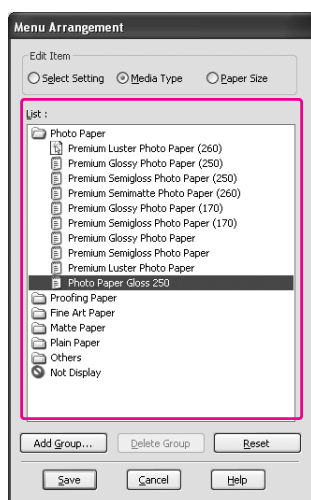 Menu Arrangement
Edit Item
Select Setting Media Type Paper Size
List :
Photo Paper
Premium Luster Photo Paper (260)
Premium Glossy Photo Paper (250)
Premium Semigloss Photo Paper (250)
Premium Semimatte Photo Paper (260)
Premium Glossy Photo Paper (170)
Premium Semigloss Photo Paper (170)
Premium Glossy Photo Paper
Premium Semigloss Photo Paper
Premium Luster Photo Paper
Photo Paper Gloss 250
Proofing Paper
Fine Art Paper
Matte Paper
Plain Paper
Others
Not Display
Add Group... Delete Group Reset
Save Cancel Help